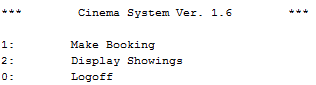 ***        Cinema System Ver. 1.6        ***
1:        Make Booking
2:        Display Showings
0:        Logoff